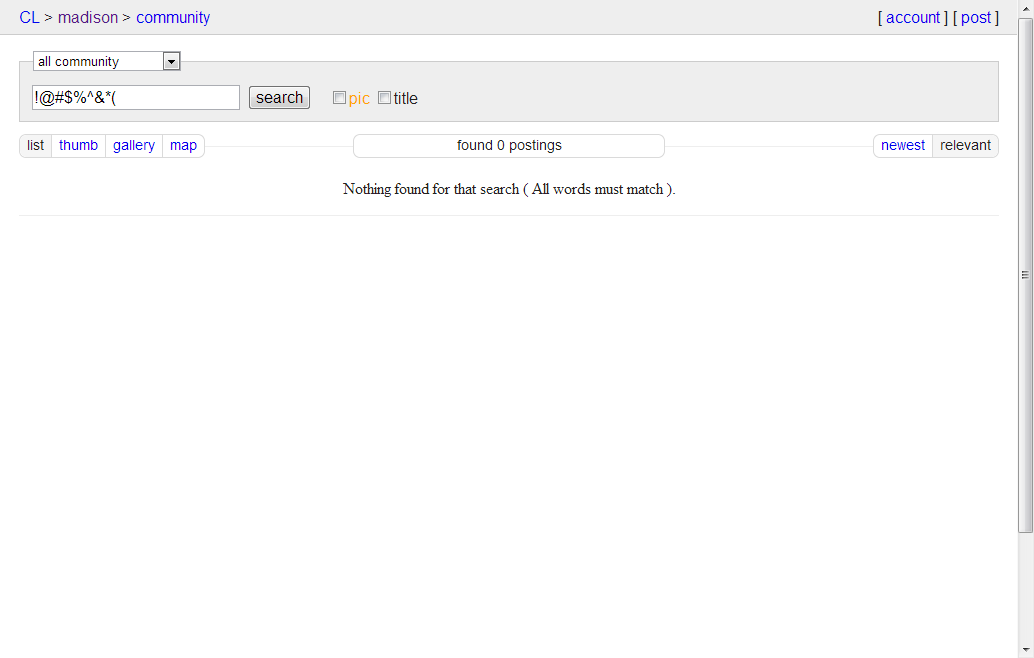 CL > madison > community [ account ] [ post ]
all community
!@#$%^&*( search pic title
list thumb gallery map found 0 postings newest relevant
Nothing found for that search ( All words must match ).